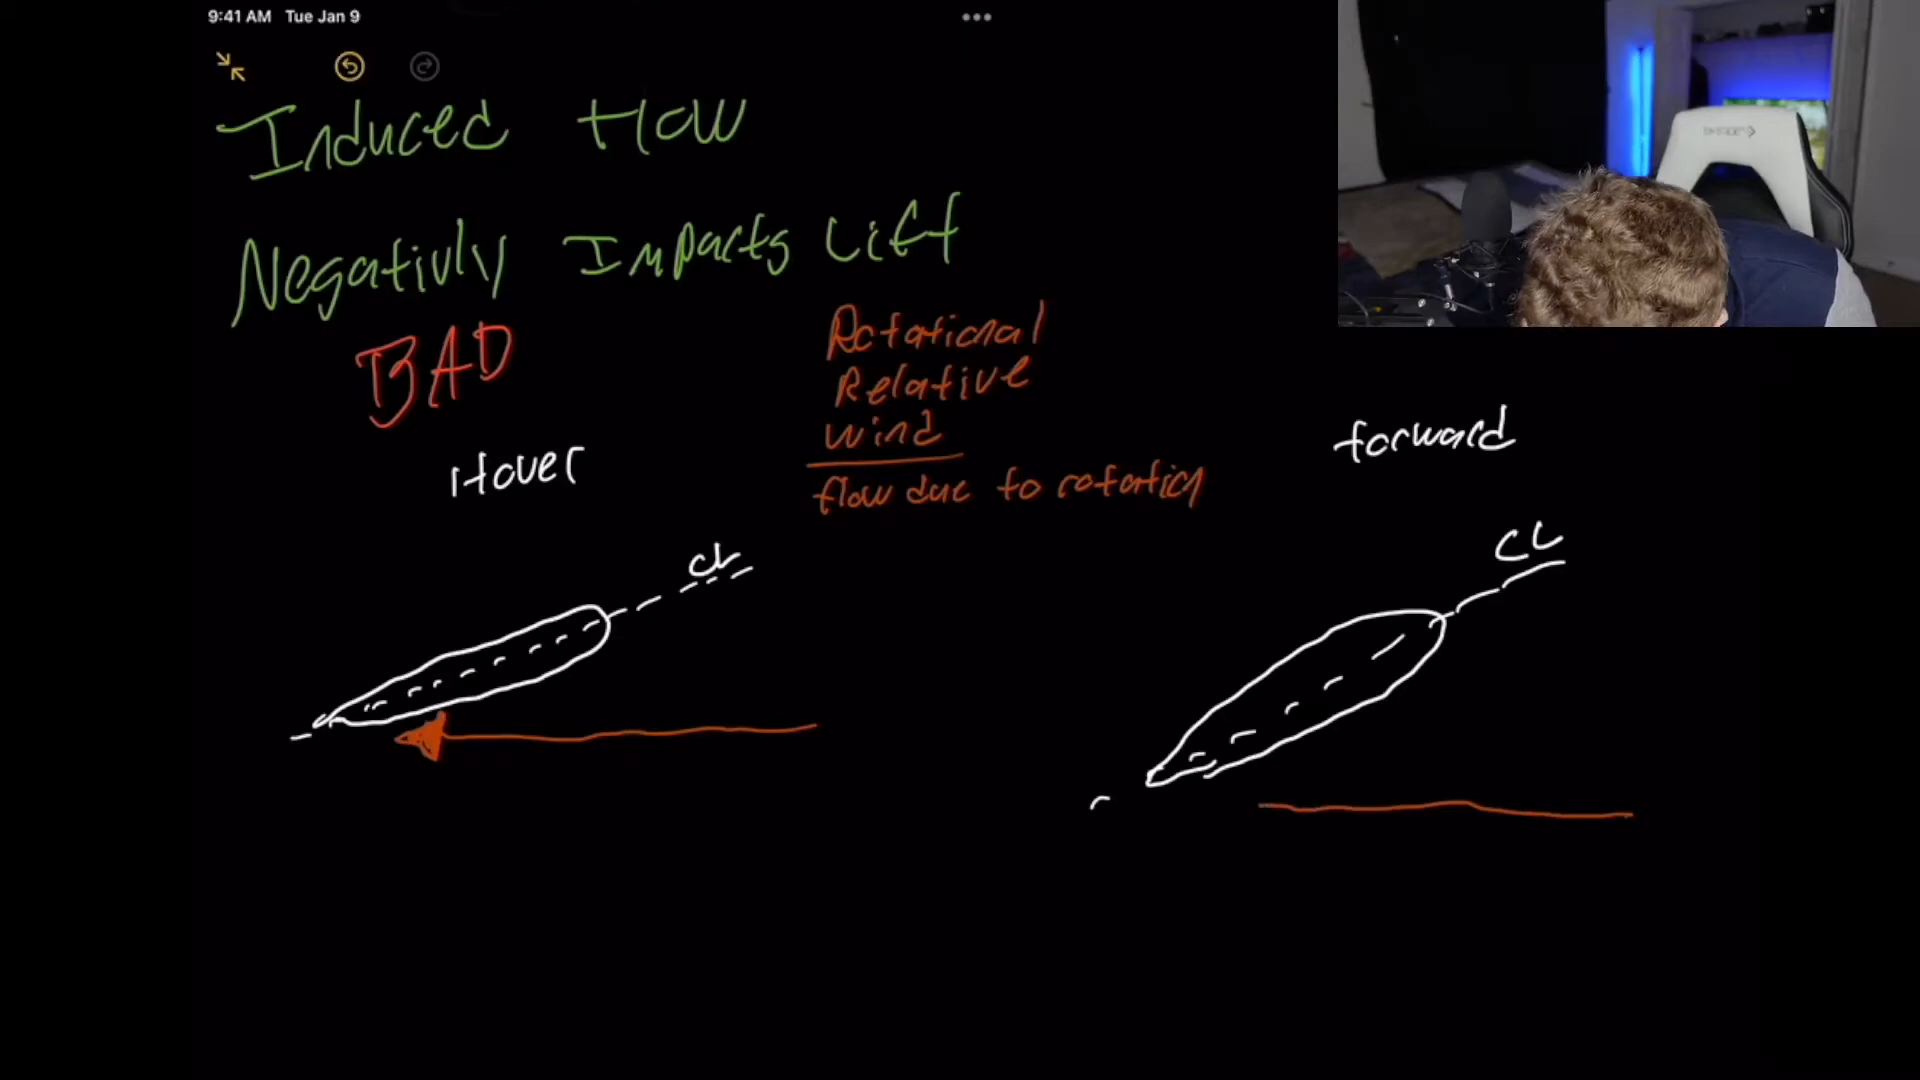 9:41 AM Tue Jan 9
Induced flow
Negativly Impacts Lift
BAD
Rotational
Relative
Wind
flow due to rotation
Hover
forward
CL
CL